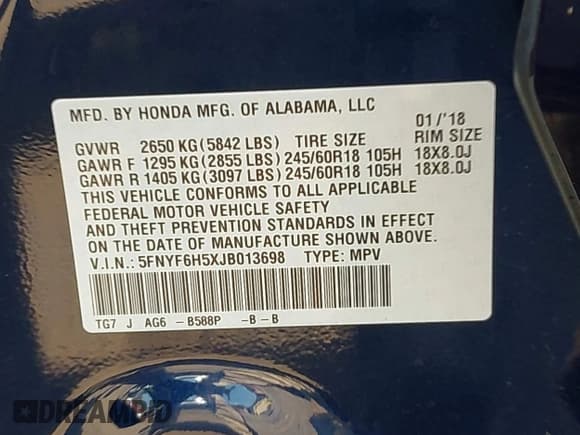 MFD. BY HONDA MFG. OF ALABAMA, LLC
01/'18
GVWR 2650 KG (5842 LBS) TIRE SIZE RIM SIZE
GAWR F 1295 KG (2855 LBS) 245/60R18 105H 18X8.0J
GAWR R 1405 KG (3097 LBS) 245/60R18 105H 18X8.0J
THIS VEHICLE CONFORMS TO ALL APPLICABLE
FEDERAL MOTOR VEHICLE SAFETY
AND THEFT PREVENTION STANDARDS IN EFFECT
ON THE DATE OF MANUFACTURE SHOWN ABOVE.
V.I.N.: 5FNYF6H5XJB013698 TYPE: MPV
TG7 J AG6 -B588P -B -B
DREAMPID